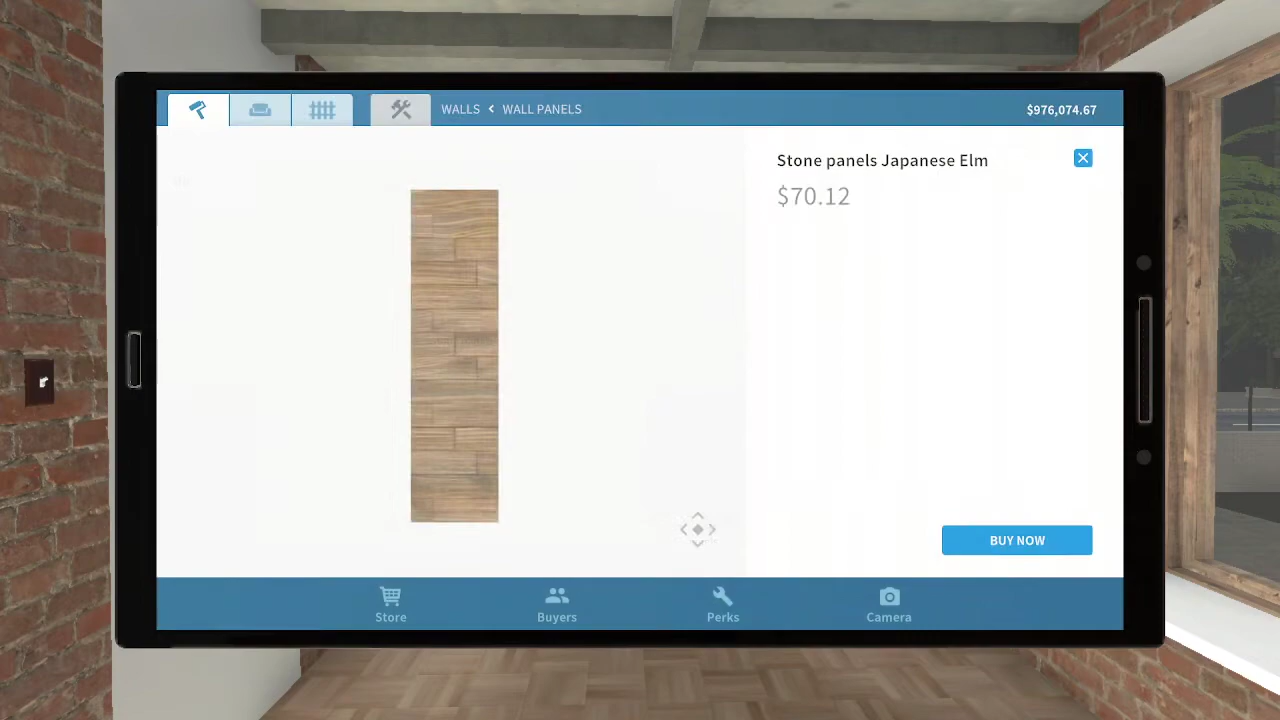 WALLS < WALL PANELS
$976,074.67
Stone panels Japanese Elm
$70.12
BUY NOW
Store
Buyers
Perks
Camera